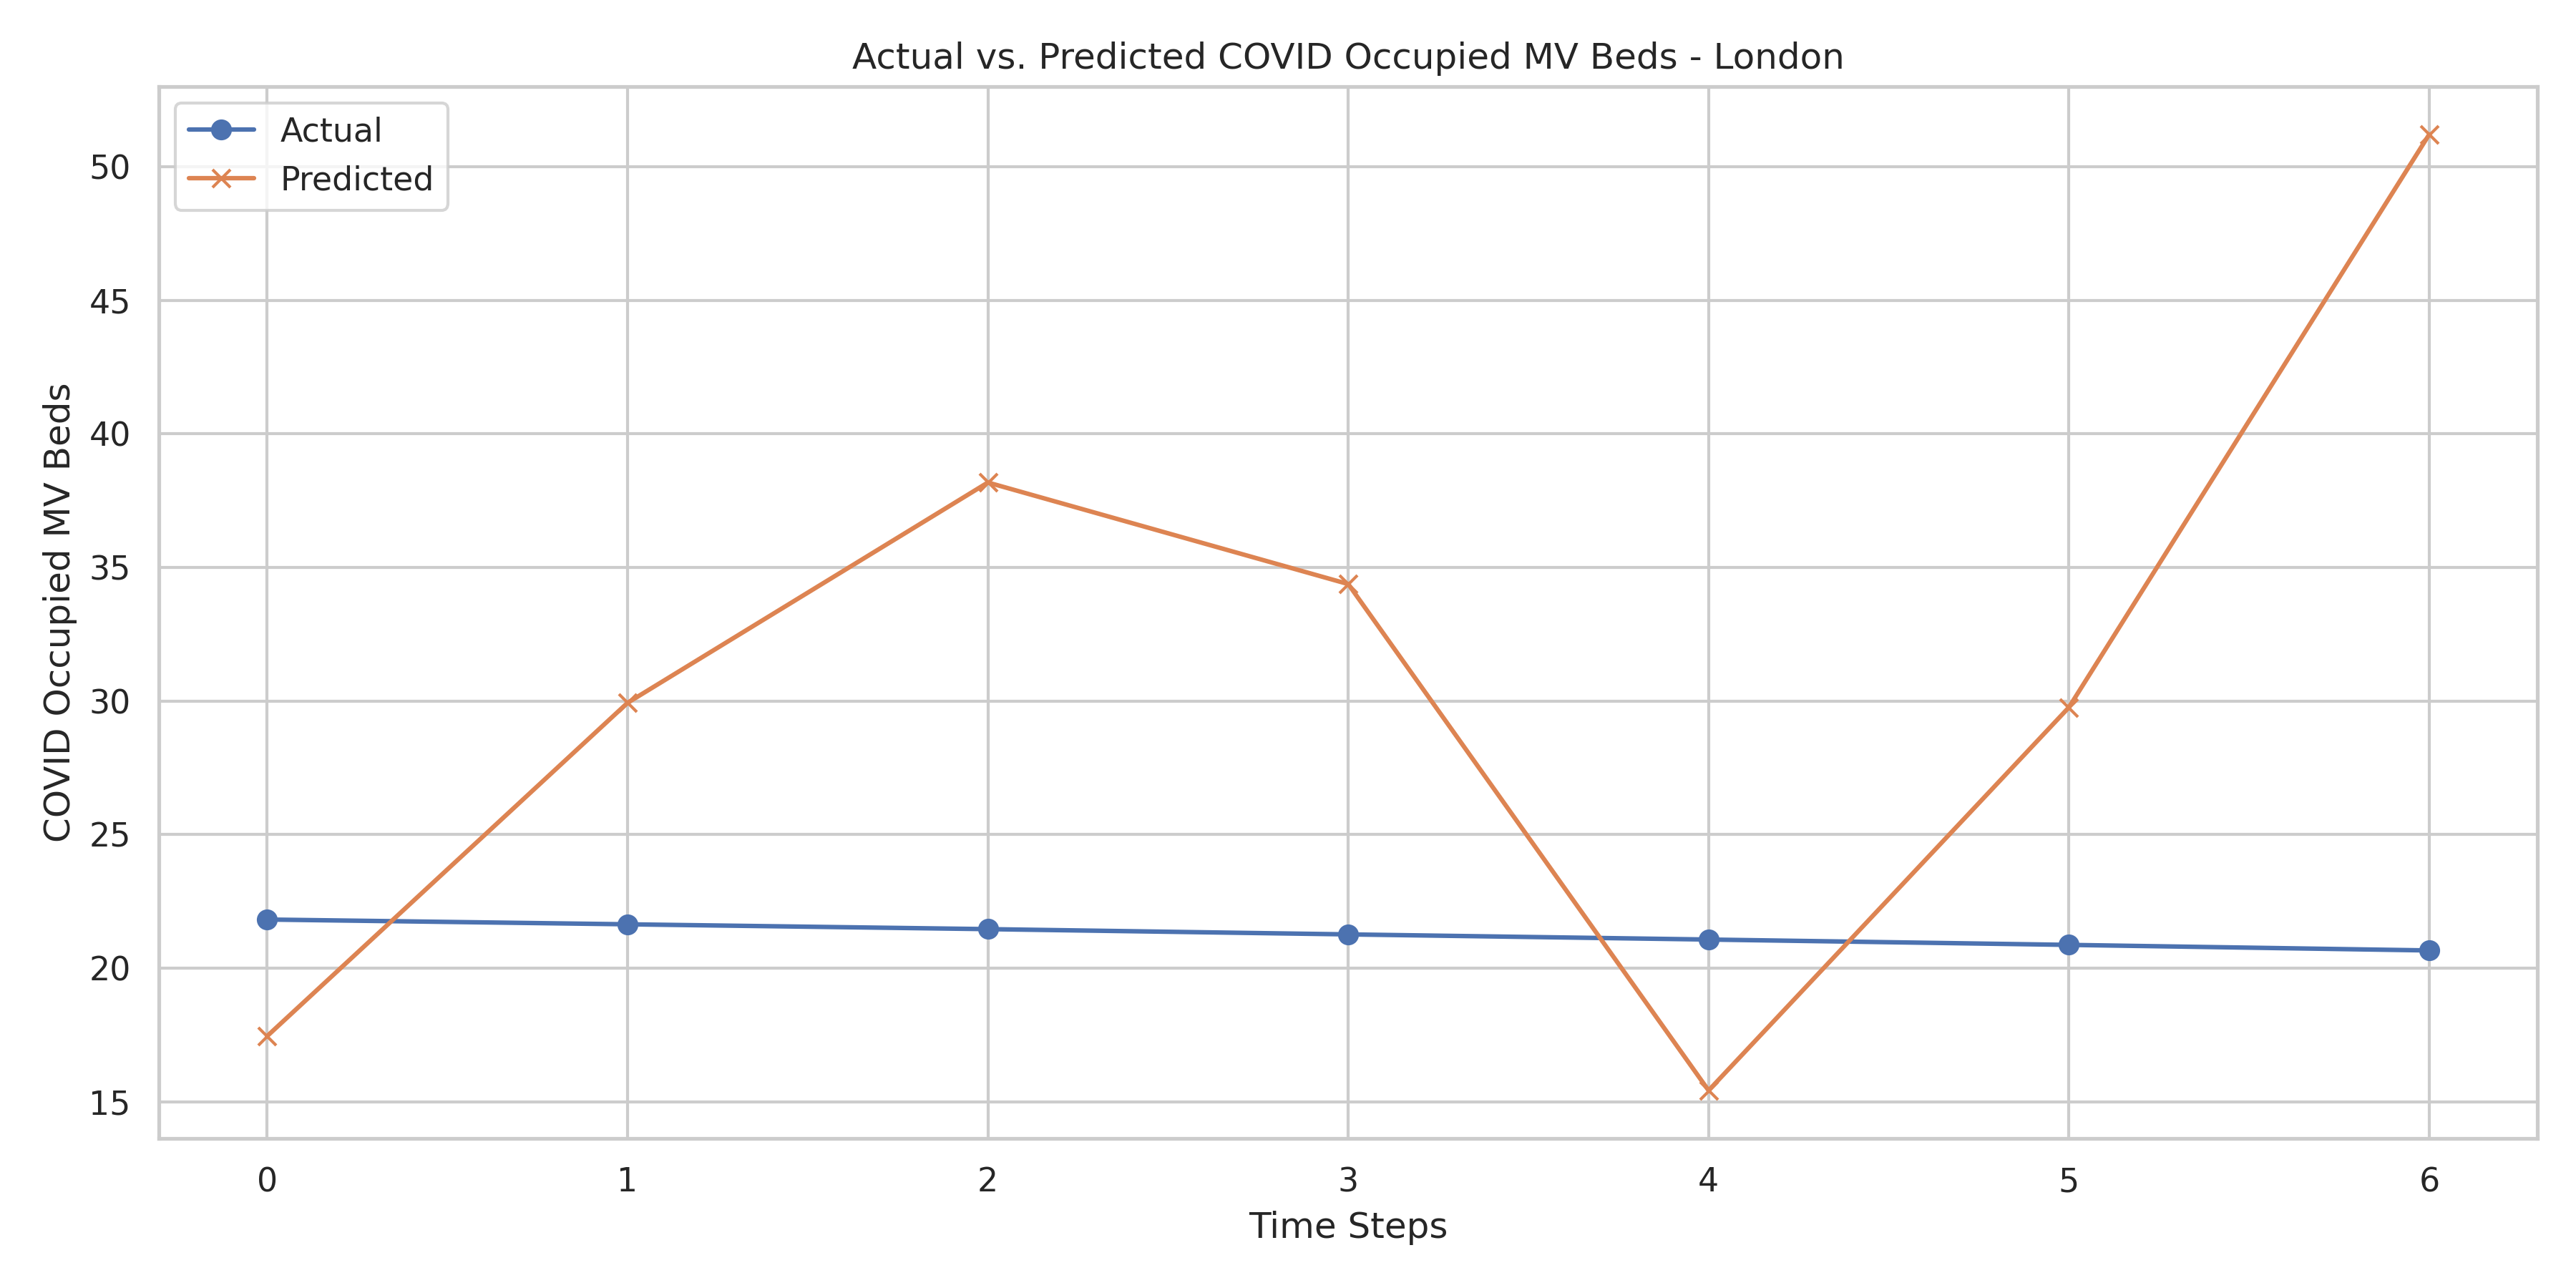 Actual vs. Predicted COVID Occupied MV Beds - London
Actual
Predicted
COVID Occupied MV Beds
50
45
40
35
30
25
20
15
0 1 2 3 4 5 6
Time Steps